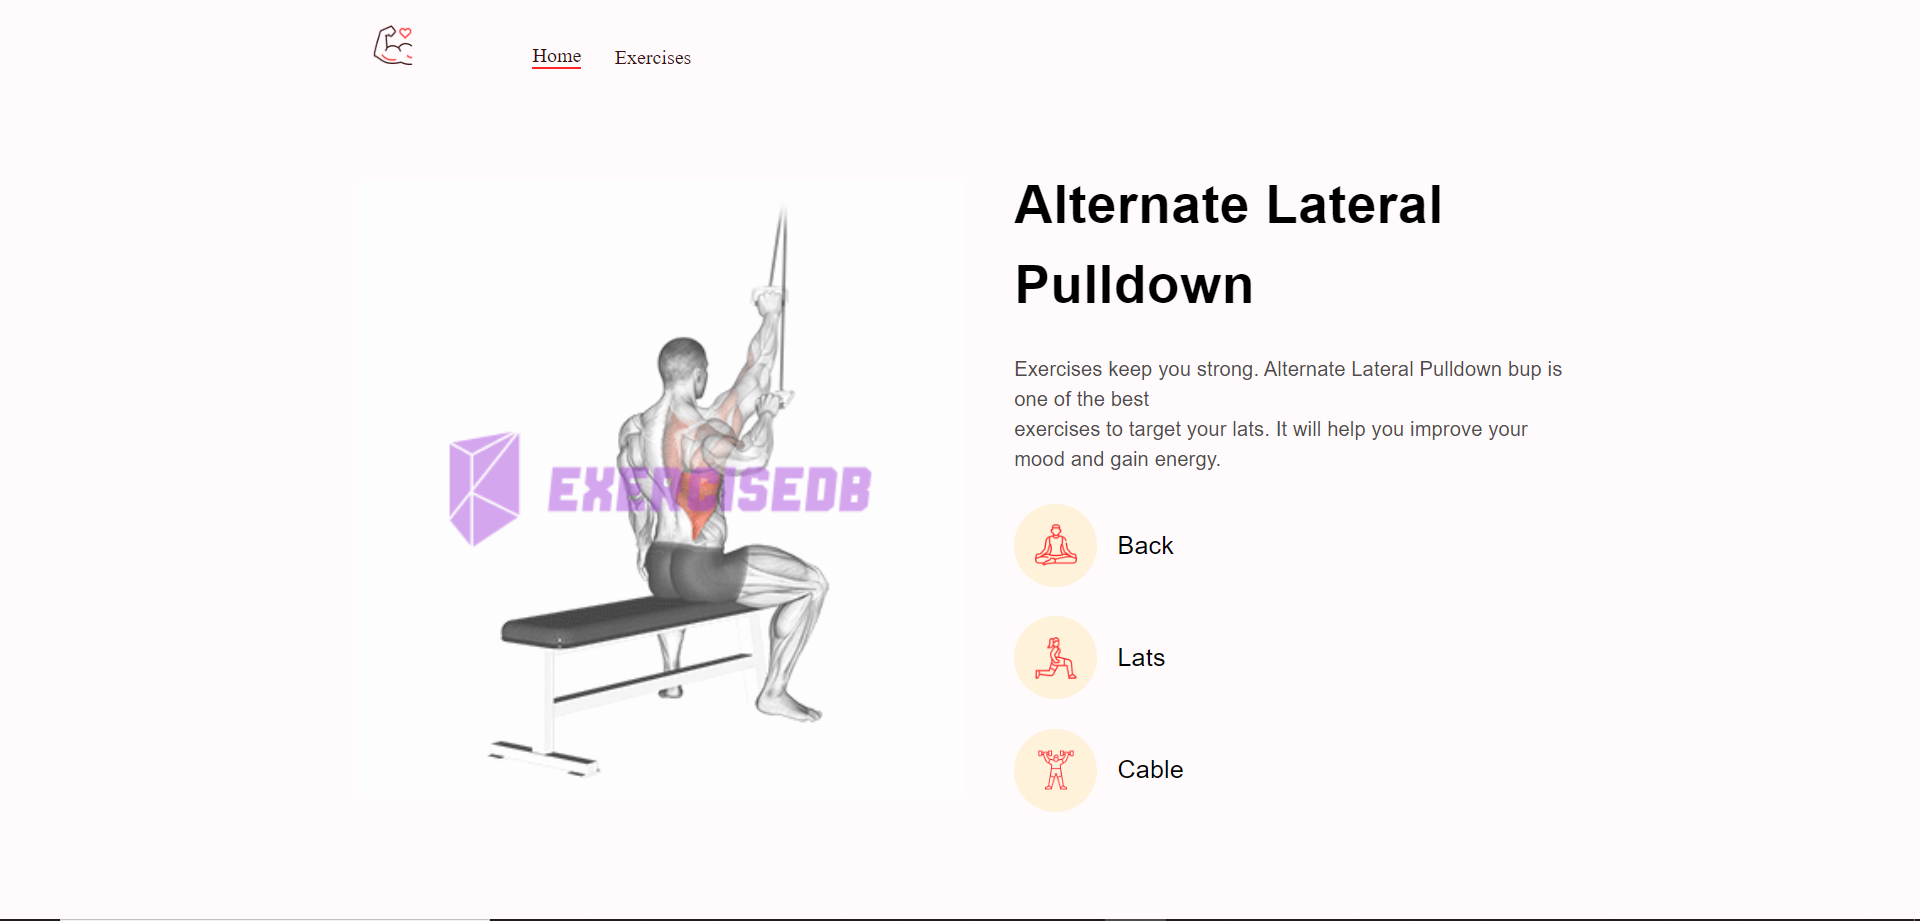 Home Exercises
Alternate Lateral
Pulldown
Exercises keep you strong. Alternate Lateral Pulldown bup is
one of the best
exercises to target your lats. It will help you improve your
mood and gain energy.
EXERCISEDB
Back
Lats
Cable